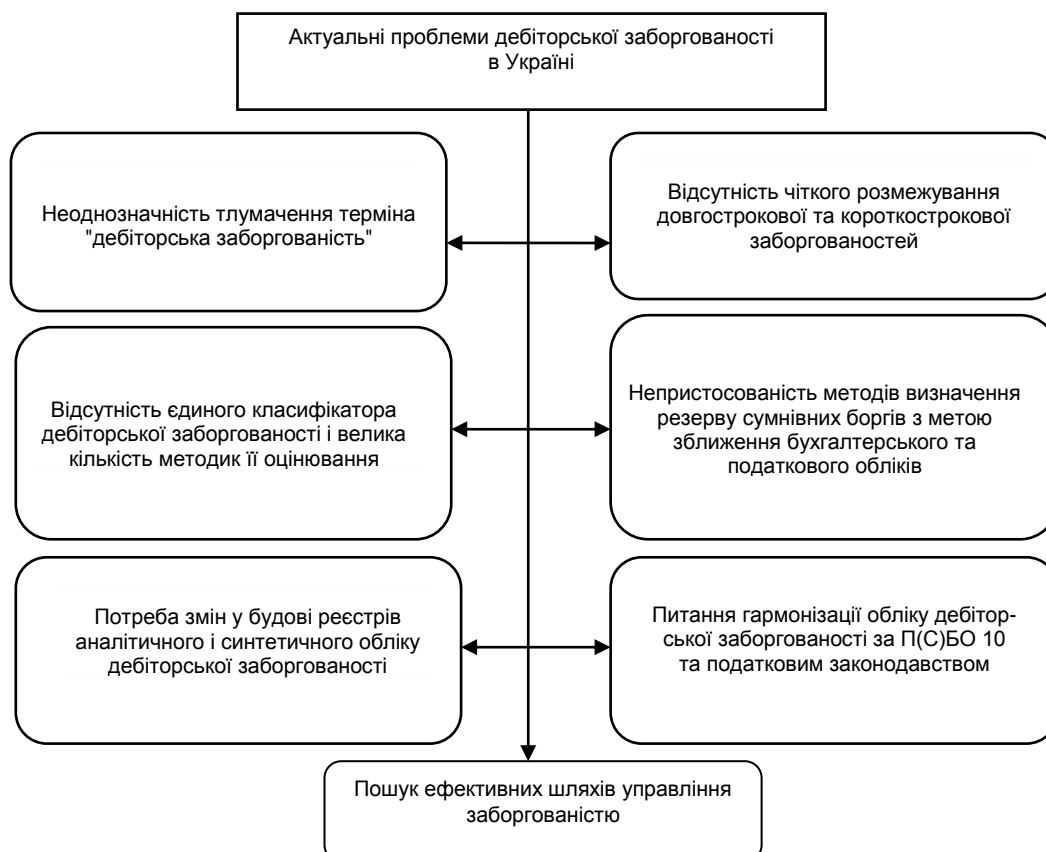 Актуальні проблеми дебіторської заборгованості
в Україні
Неоднозначність тлумачення терміна
"дебіторська заборгованість"
Відсутність чіткого розмежування
довгострокової та короткострокової
заборгованостей
Відсутність єдиного класифікатора
дебіторської заборгованості і велика
кількість методик її оцінювання
Непристосованість методів визначення
резерву сумнівних боргів з метою
зближення бухгалтерського та
податкового обліків
Потреба змін у будові реєстрів
аналітичного і синтетичного обліку
дебіторської заборгованості
Питання гармонізації обліку дебітор-
ської заборгованості за П(С)БО 10
та податковим законодавством
Пошук ефективних шляхів управління
заборгованістю